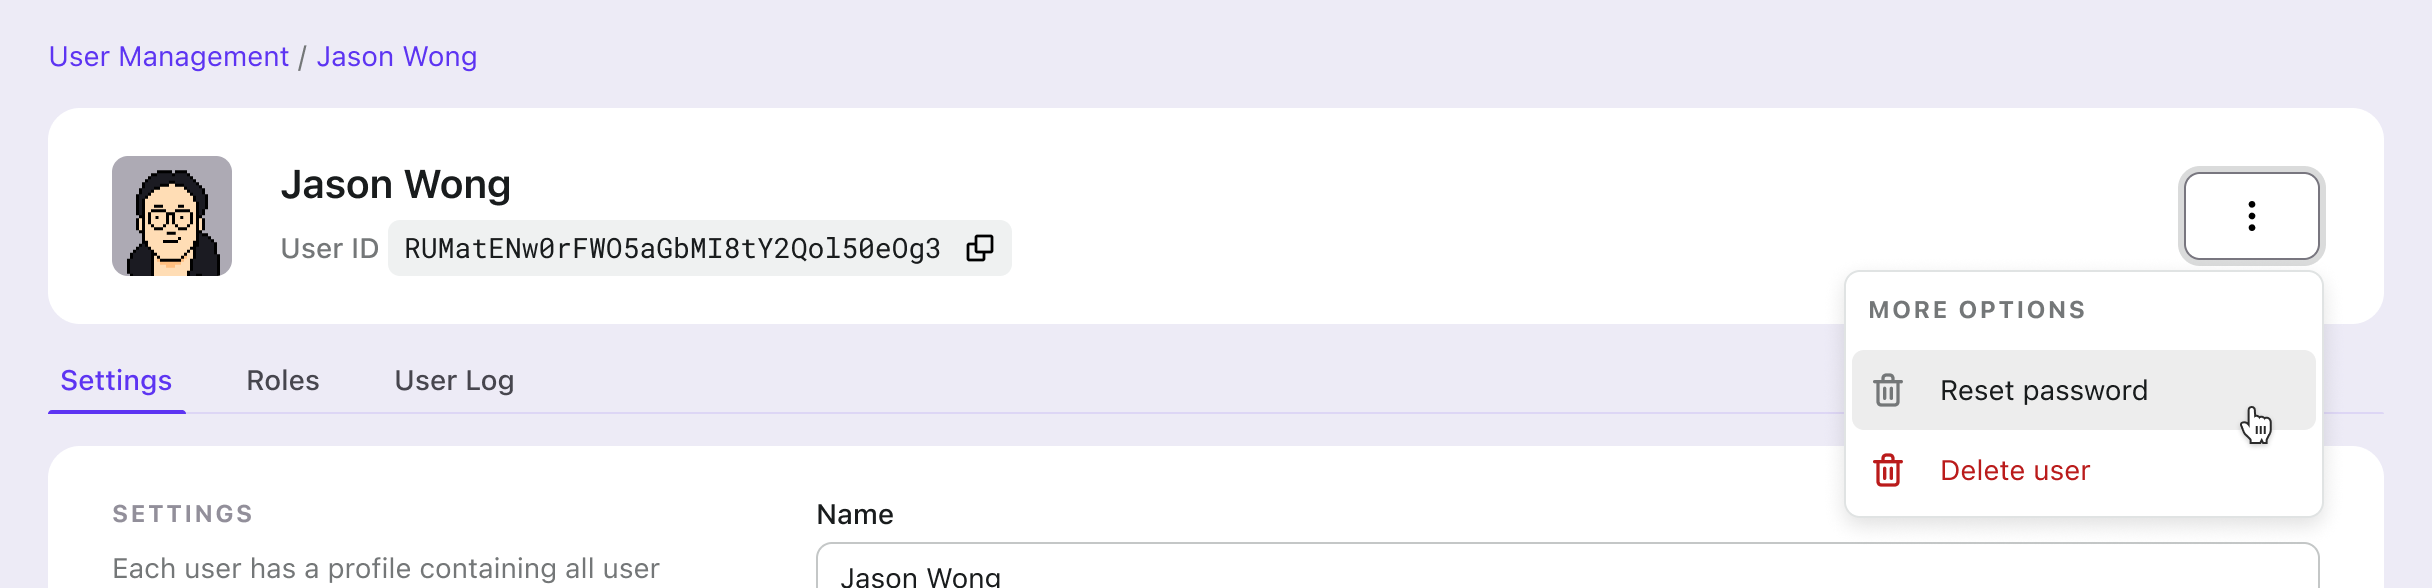 User Management / Jason Wong
Jason Wong
User ID RUMatENw0rFWO5aGbMI8tY2Qol50eOg3
MORE OPTIONS
Reset password
Delete user
Settings Roles User Log
SETTINGS
Each user has a profile containing all user
Name
Jason Wong